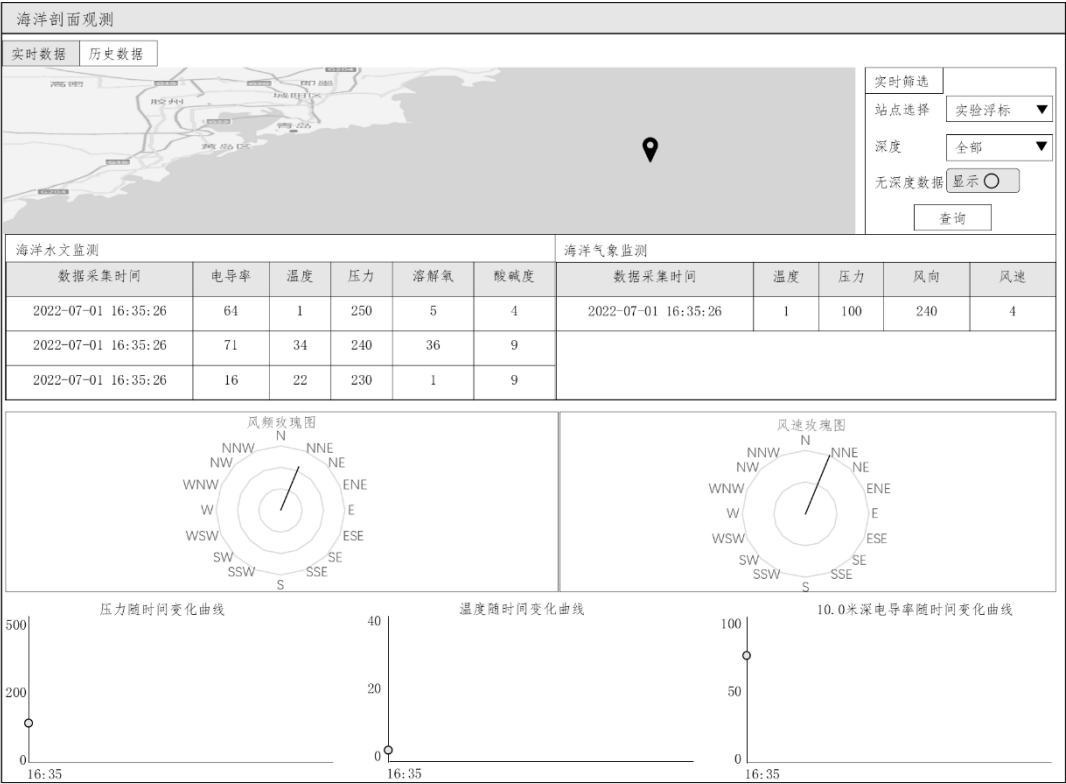 海洋剖面观测
实时数据 历史数据
G204
高密 G15 G22 即墨
胶州 城阳区
G22 青岛
黄岛区
G15
G204
实时筛选
站点选择 实验浮标
深度 全部
无深度数据 显示
查询
海洋水文监测
数据采集时间 电导率 温度 压力 溶解氧 酸碱度
2022-07-01 16:35:26 64 1 250 5 4
2022-07-01 16:35:26 71 34 240 36 9
2022-07-01 16:35:26 16 22 230 1 9
海洋气象监测
数据采集时间 温度 压力 风向 风速
2022-07-01 16:35:26 1 100 240 4
风频玫瑰图
N
NNW NNE
NW NE
WNW ENE
W E
WSW ESE
SW SE
SSW SSE
S
风速玫瑰图
N
NNW NNE
NW NE
WNW ENE
W E
WSW ESE
SW SE
SSW SSE
S
压力随时间变化曲线
500
200
0
16:35
温度随时间变化曲线
40
20
0
16:35
10.0米深电导率随时间变化曲线
100
50
0
16:35